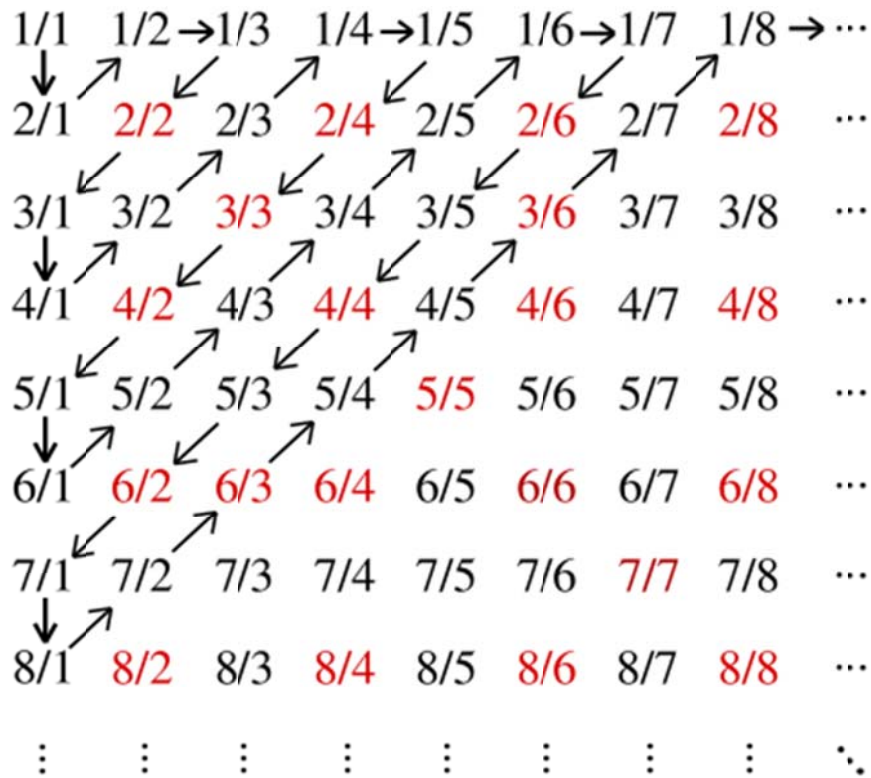 1/1 1/2 →1/3 1/4 →1/5 1/6 →1/7 1/8 → ···
2/1 2/2 2/3 2/4 2/5 2/6 2/7 2/8 ···
3/1 3/2 3/3 3/4 3/5 3/6 3/7 3/8 ···
4/1 4/2 4/3 4/4 4/5 4/6 4/7 4/8 ···
5/1 5/2 5/3 5/4 5/5 5/6 5/7 5/8 ···
6/1 6/2 6/3 6/4 6/5 6/6 6/7 6/8 ···
7/1 7/2 7/3 7/4 7/5 7/6 7/7 7/8 ···
8/1 8/2 8/3 8/4 8/5 8/6 8/7 8/8 ···
⋮ ⋮ ⋮ ⋮ ⋮ ⋮ ⋮ ⋮ ⋱